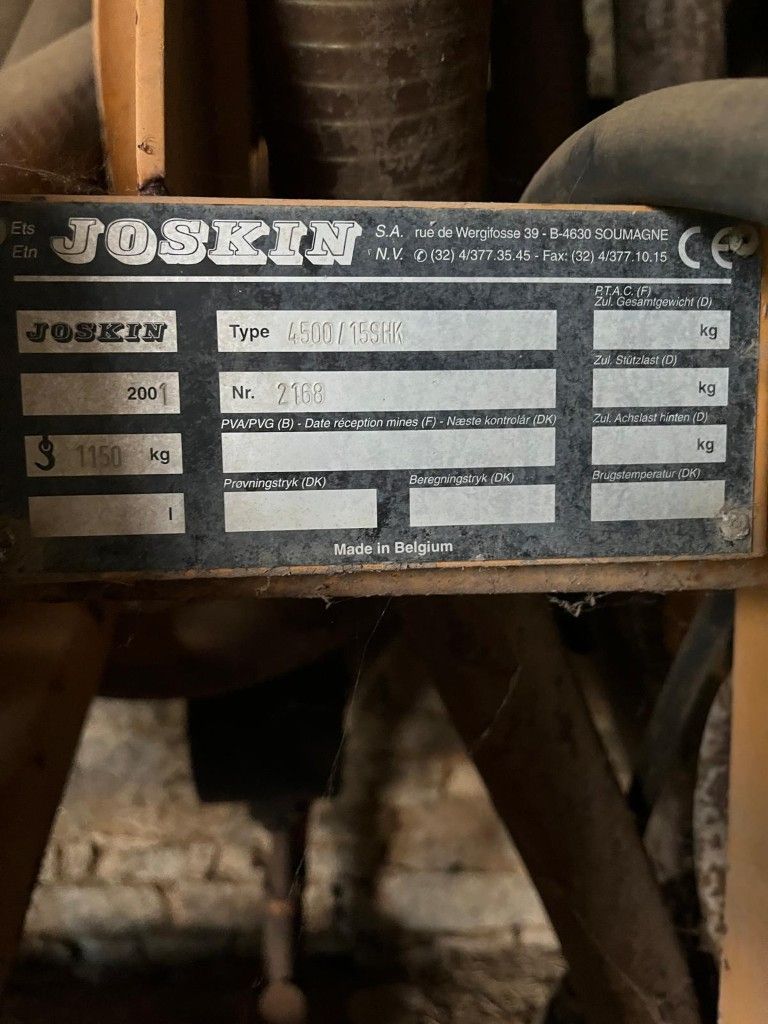 Ets JOSKIN S.A. rue de Wergifosse 39 - B-4630 SOUMAGNE CE
Etn N.V. ✆ (32) 4/377.35.45 - Fax: (32) 4/377.10.15
P.T.A.C. (F)
Zul. Gesamtgewicht (D)
JOSKIN Type 4500/15SHK kg
Zul. Stützlast (D)
2001 Nr. 2168 kg
PVA/PVG (B) - Date réception mines (F) - Næste kontrolár (DK) Zul. Achslast hinten (D)
1150 kg kg
Prøvningstryk (DK) Beregningstryk (DK) Brugstemperatur (DK)
l
Made in Belgium